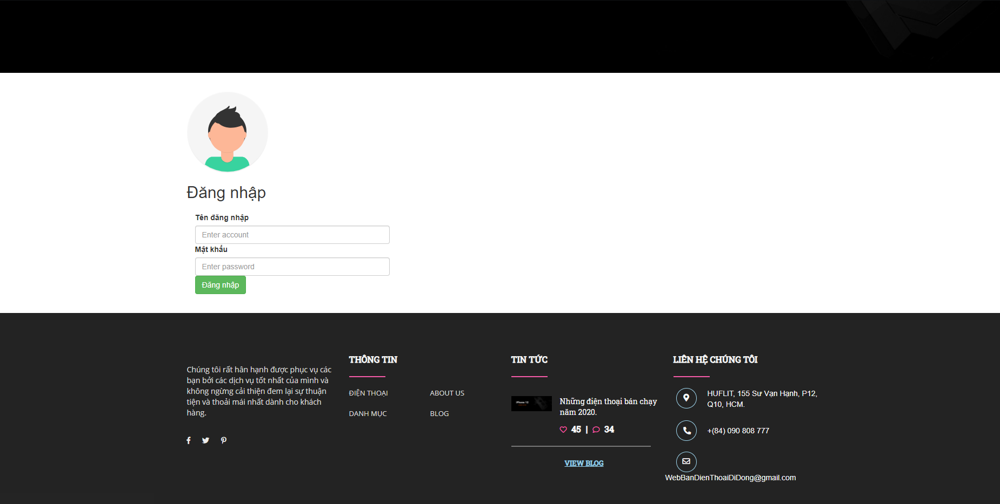 Đăng nhập
Tên đăng nhập
Enter account
Mật khẩu
Enter password
Đăng nhập
Chúng tôi rất hân hạnh được phục vụ các
bạn bởi các dịch vụ tốt nhất của mình và
không ngừng cải thiện đem lại sự thuận
tiện và thoải mái nhất dành cho khách
hàng.
THÔNG TIN
ĐIỆN THOẠI
ABOUT US
DANH MỤC
BLOG
TIN TỨC
iPhone 12
Những điện thoại bán chạy
năm 2020.
45 | 34
VIEW BLOG
LIÊN HỆ CHÚNG TÔI
HUFLIT, 155 Sư Vạn Hạnh, P12,
Q10, HCM.
+(84) 090 808 777
WebBanDienThoaiDiDong@gmail.com